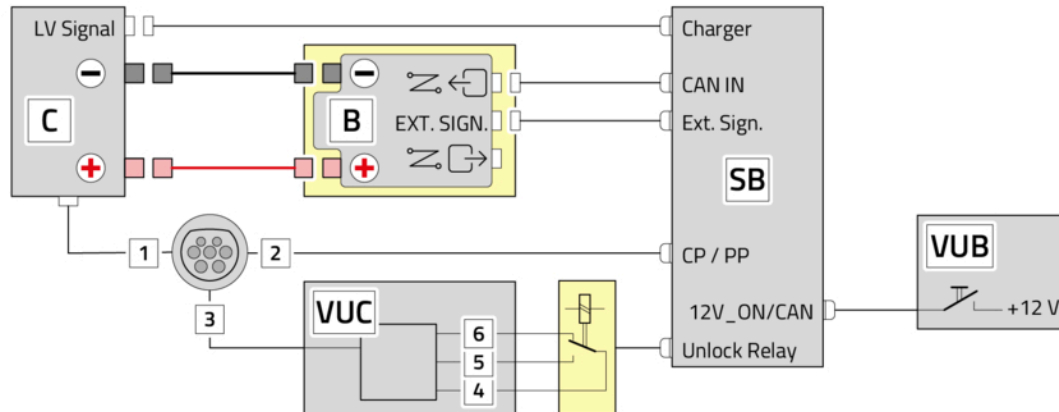 LV Signal
Charger
− −
CAN IN
C
B
EXT. SIGN.
Ext. Sign.
+ +
SB
1
2
CP / PP
VUB
3
VUC
12V_ON/CAN
+12 V
6
5
Unlock Relay
4